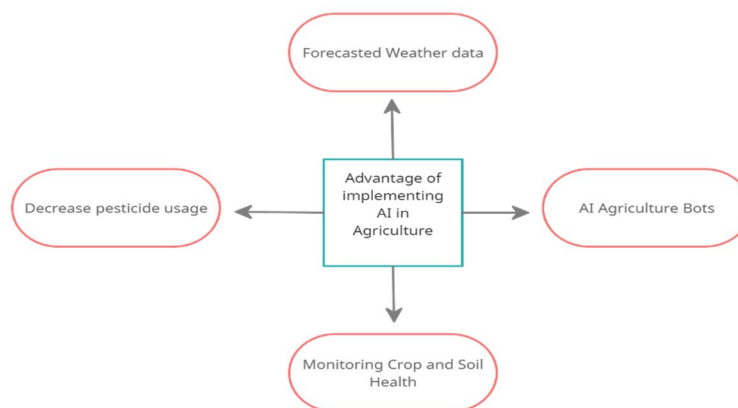 Forecasted Weather data
Advantage of
implementing
AI in
Agriculture
Decrease pesticide usage
AI Agriculture Bots
Monitoring Crop and Soil
Health